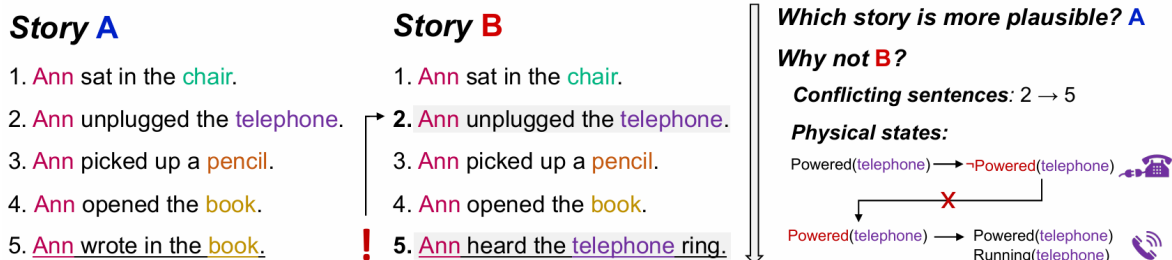 Story A
1. Ann sat in the chair.
2. Ann unplugged the telephone.
3. Ann picked up a pencil.
4. Ann opened the book.
5. Ann wrote in the book.
Story B
1. Ann sat in the chair.
2. Ann unplugged the telephone.
3. Ann picked up a pencil.
4. Ann opened the book.
!
5. Ann heard the telephone ring.
Which story is more plausible? A
Why not B?
Conflicting sentences: 2 → 5
Physical states:
Powered(telephone) → ¬Powered(telephone)
X
Powered(telephone) → Powered(telephone)
Running(telephone)